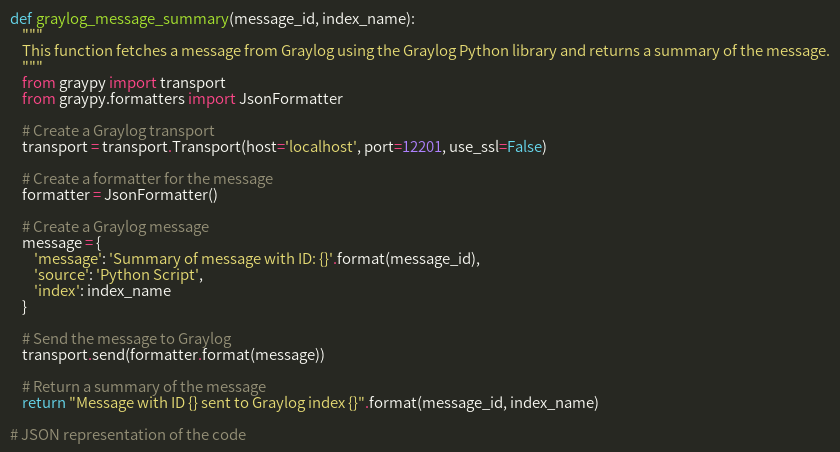 def graylog_message_summary(message_id, index_name):
"""
This function fetches a message from Graylog using the Graylog Python library and returns a summary of the message.
"""
from graypy import transport
from graypy.formatters import JsonFormatter
# Create a Graylog transport
transport = transport.Transport(host='localhost', port=12201, use_ssl=False)
# Create a formatter for the message
formatter = JsonFormatter()
# Create a Graylog message
message = {
'message': 'Summary of message with ID: {}'.format(message_id),
'source': 'Python Script',
'index': index_name
}
# Send the message to Graylog
transport.send(formatter.format(message))
# Return a summary of the message
return "Message with ID {} sent to Graylog index {}".format(message_id, index_name)
# JSON representation of the code